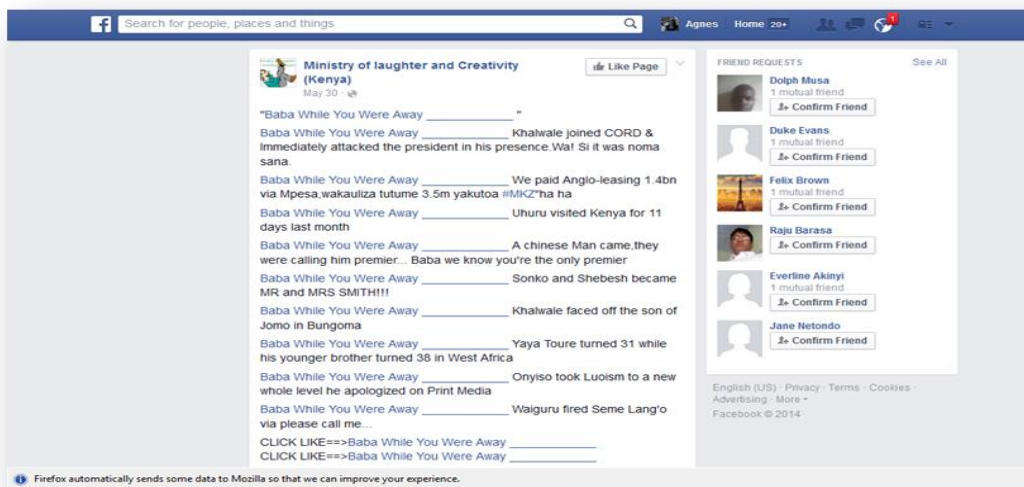 Search for people, places and things
Agnes
Home 20+
1
Ministry of laughter and Creativity
(Kenya)
May 30 ·
Like Page
"Baba While You Were Away _____________ "
Baba While You Were Away _____________ Khalwale joined CORD &
Immediately attacked the president in his presence.Wa! Si it was noma
sana.
Baba While You Were Away _____________ We paid Anglo-leasing 1.4bn
via Mpesa,wakauliza tutume 3.5m yakutoa #MKZ"ha ha
Baba While You Were Away _____________ Uhuru visited Kenya for 11
days last month
Baba While You Were Away _____________ A chinese Man came,they
were calling him premier... Baba we know you're the only premier
Baba While You Were Away _____________ Sonko and Shebesh became
MR and MRS SMITH!!!
Baba While You Were Away _____________ Khalwale faced off the son of
Jomo in Bungoma
Baba While You Were Away _____________ Yaya Toure turned 31 while
his younger brother turned 38 in West Africa
Baba While You Were Away _____________ Onyiso took Luoism to a new
whole level he apologized on Print Media
Baba While You Were Away _____________ Waiguru fired Seme Lang'o
via please call me...
CLICK LIKE==>Baba While You Were Away _____________
CLICK LIKE==>Baba While You Were Away _____________
FRIEND REQUESTS
See All
Dolph Musa
1 mutual friend
Confirm Friend
Duke Evans
1 mutual friend
Confirm Friend
Felix Brown
1 mutual friend
Confirm Friend
Raju Barasa
Confirm Friend
Everline Akinyi
1 mutual friend
Confirm Friend
Jane Netondo
Confirm Friend
English (US) · Privacy · Terms · Cookies ·
Advertising · More
Facebook © 2014
Firefox automatically sends some data to Mozilla so that we can improve your experience.